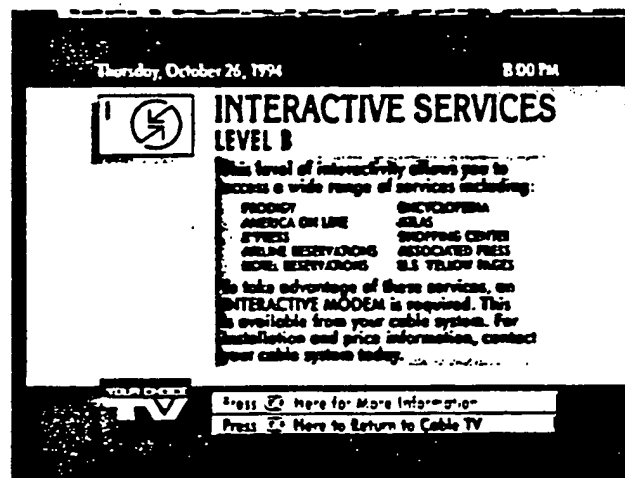 Thursday, October 26, 1994 8:00 PM
INTERACTIVE SERVICES
LEVEL B
This level of interactivity allows you to
access a wide range of services including:
PRODIGY ENCYCLOPEDIA
AMERICA ON LINE ATLAS
X*PRESS SHOPPING CENTER
AIRLINE RESERVATIONS ASSOCIATED PRESS
HOTEL RESERVATIONS U.S. YELLOW PAGES
To take advantage of these services, an
INTERACTIVE MODEM is required. This
is available from your cable system. For
installation and price information, contact
your cable system today.
YOUR CHOICE
TV
Press Here for More Information
Press Here to Return to Cable TV